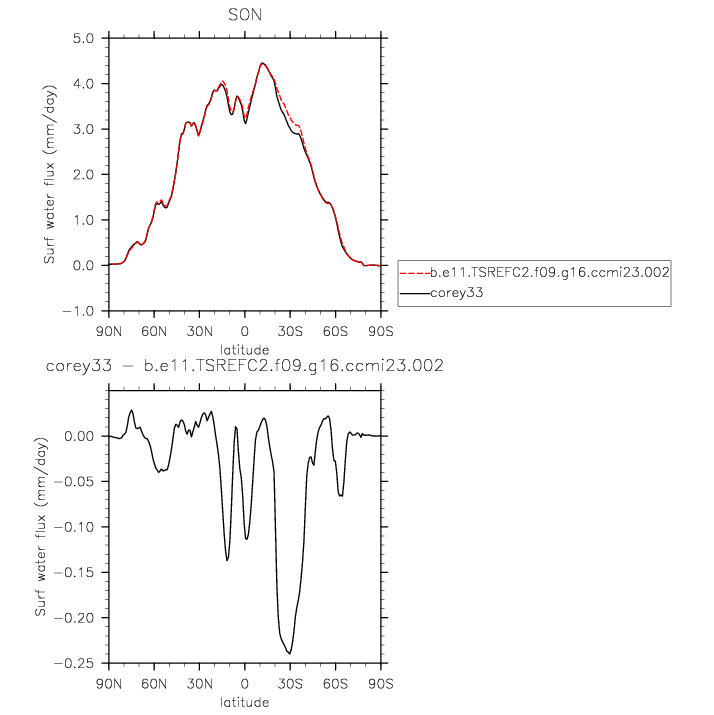 SON
5.0
4.0
3.0
2.0
1.0
0.0
−1.0
Surf water flux (mm/day)
90N 60N 30N 0 30S 60S 90S
latitude
b.e11.TSREFC2.f09.g16.ccmi23.002
corey33
corey33 − b.e11.TSREFC2.f09.g16.ccmi23.002
0.00
−0.05
−0.10
−0.15
−0.20
−0.25
Surf water flux (mm/day)
90N 60N 30N 0 30S 60S 90S
latitude